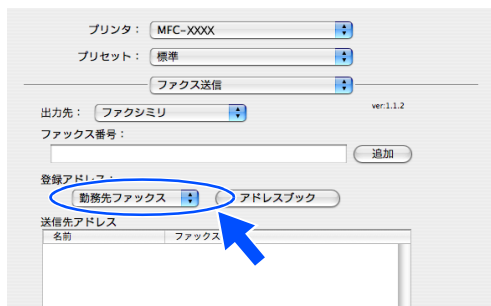 プリンタ： MFC-XXXX
プリセット： 標準
ファクス送信
出力先： ファクシミリ
ver:1.1.2
ファックス番号：
追加
登録アドレス：
勤務先ファックス アドレスブック
送信先アドレス
名前 ファックス